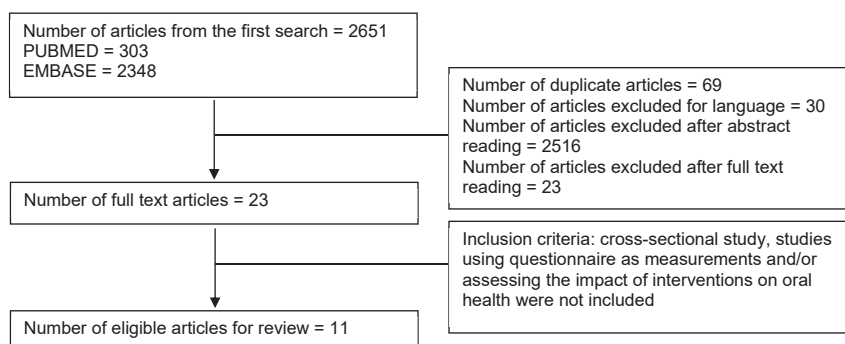 Number of articles from the first search = 2651
PUBMED = 303
EMBASE = 2348
Number of duplicate articles = 69
Number of articles excluded for language = 30
Number of articles excluded after abstract
reading = 2516
Number of articles excluded after full text
reading = 23
Number of full text articles = 23
Inclusion criteria: cross-sectional study, studies
using questionnaire as measurements and/or
assessing the impact of interventions on oral
health were not included
Number of eligible articles for review = 11